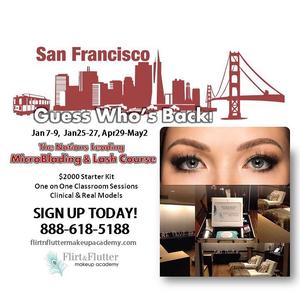 San Francisco
Guess Who's Back!
Jan 7-9, Jan25-27, Apr29-May2
The Nations Leading
MicroBlading & Lash Course
$2000 Starter Kit
One on One Classroom Sessions
Clinical & Real Models
SIGN UP TODAY!
888-618-5188
flirtnfluttermakeupacademy.com
Flirt&Flutter
makeup academy